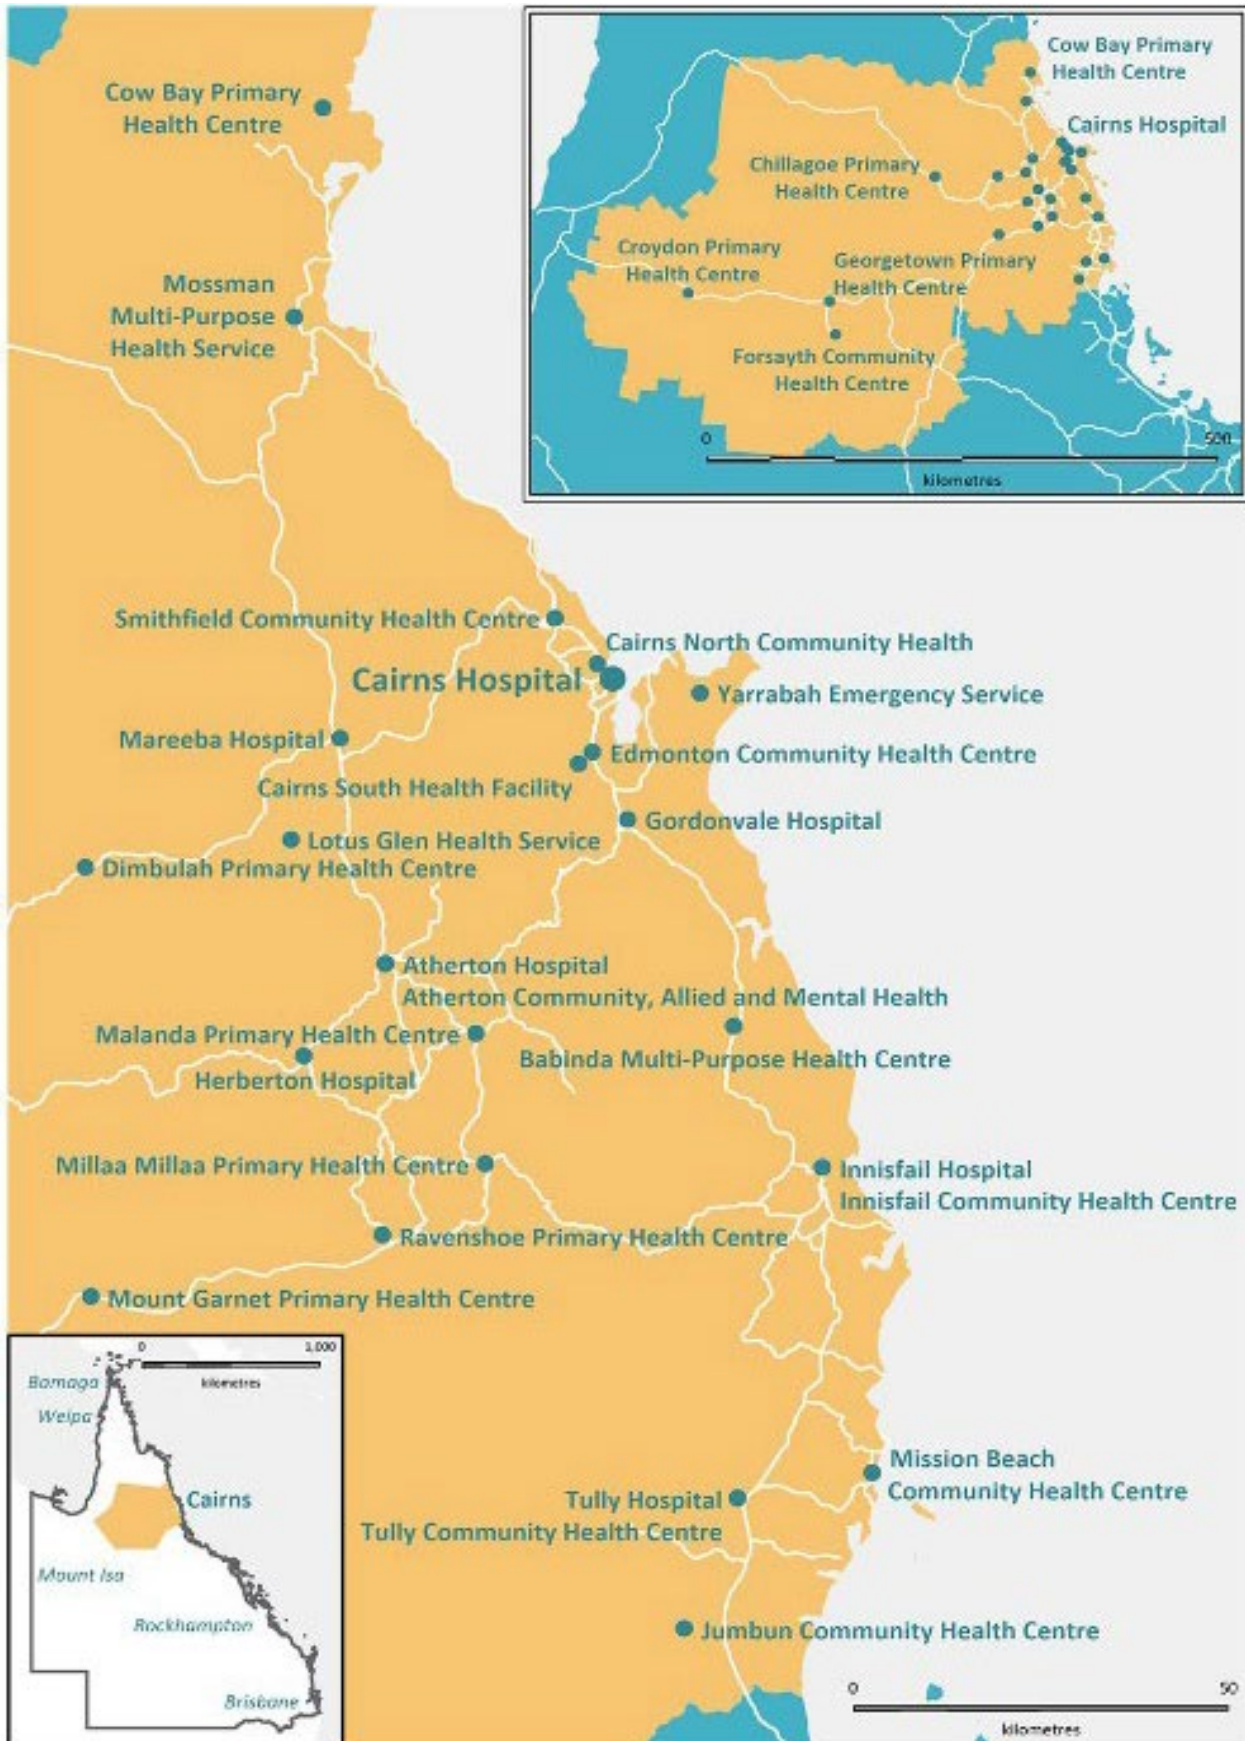 Cow Bay Primary
Health Centre
Mossman
Multi-Purpose
Health Service
Cow Bay Primary
Health Centre
Cairns Hospital
Chillagoe Primary
Health Centre
Croydon Primary
Health Centre
Georgetown Primary
Health Centre
Forsayth Community
Health Centre
0
500
kilometres
Smithfield Community Health Centre
Cairns North Community Health
Cairns Hospital
Yarrabah Emergency Service
Mareeba Hospital
Edmonton Community Health Centre
Cairns South Health Facility
Gordonvale Hospital
Lotus Glen Health Service
Dimbulah Primary Health Centre
Atherton Hospital
Atherton Community, Allied and Mental Health
Malanda Primary Health Centre
Babinda Multi-Purpose Health Centre
Herberton Hospital
Millaa Millaa Primary Health Centre
Innisfail Hospital
Innisfail Community Health Centre
Ravenshoe Primary Health Centre
Mount Garnet Primary Health Centre
0
1,000
kilometres
Bamaga
Weipa
Cairns
Mount Isa
Rockhampton
Brisbane
Mission Beach
Community Health Centre
Tully Hospital
Tully Community Health Centre
Jumbun Community Health Centre
0
50
kilometres